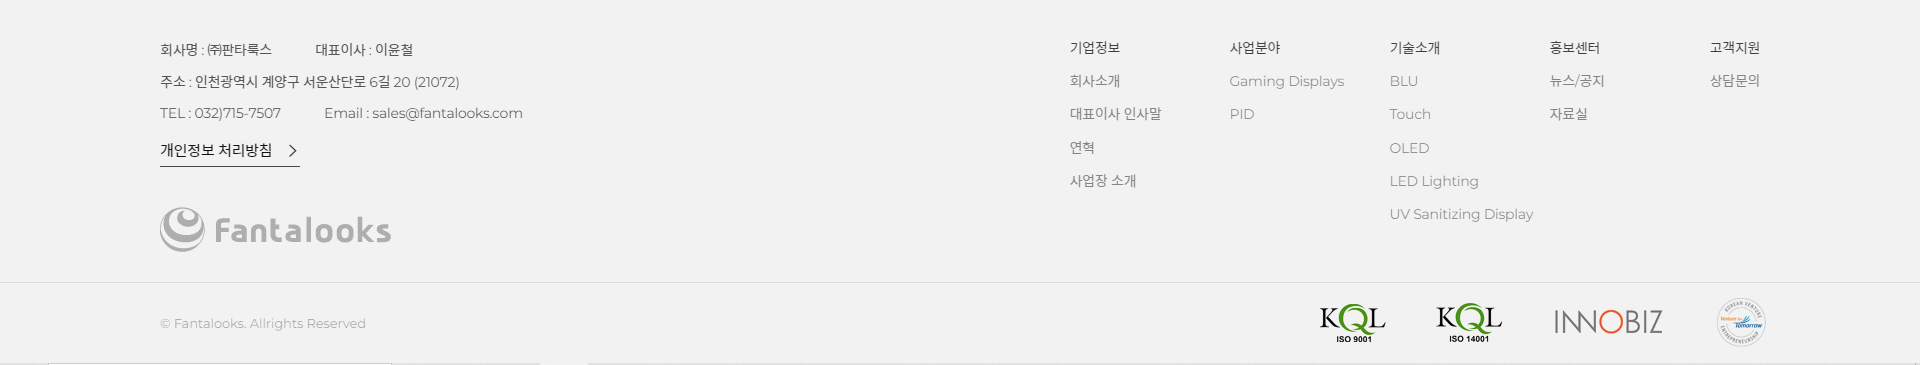 회사명 : ㈜판타룩스 대표이사 : 이윤철
주소 : 인천광역시 계양구 서운산단로 6길 20 (21072)
TEL : 032)715-7507 Email : sales@fantalooks.com
개인정보 처리방침
Fantalooks
기업정보
회사소개
대표이사 인사말
연혁
사업장 소개
사업분야
Gaming Displays
PID
기술소개
BLU
Touch
OLED
LED Lighting
UV Sanitizing Display
홍보센터
뉴스/공지
자료실
고객지원
상담문의
© Fantalooks. Allrights Reserved
KQL
ISO 9001
KQL
ISO 14001
INNOBIZ
KOREAN VENTURE
Venture for
Tomorrow
ENTREPRENEURSHIP